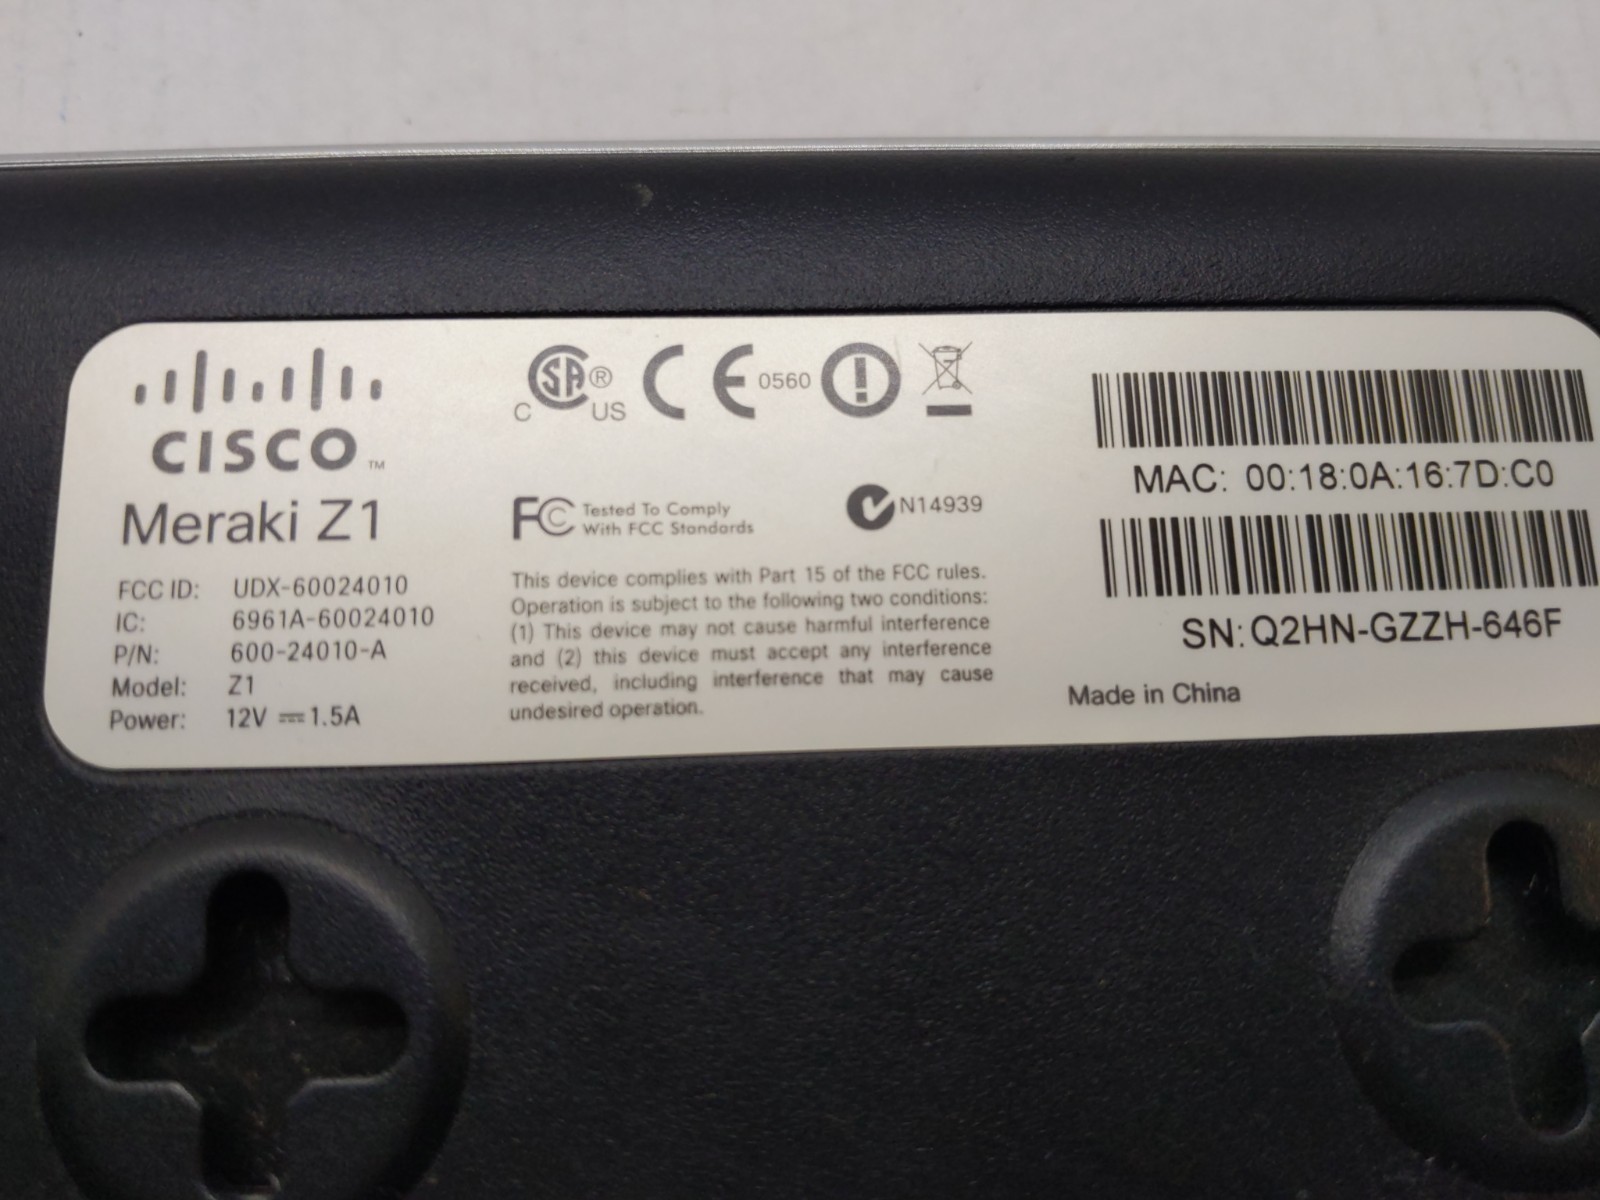 CISCO™
Meraki Z1
FCC ID: UDX-60024010
IC: 6961A-60024010
P/N: 600-24010-A
Model: Z1
Power: 12V ⎓ 1.5A
C SA® US CE 0560
FC Tested To Comply
With FCC Standards
N14939
This device complies with Part 15 of the FCC rules.
Operation is subject to the following two conditions:
(1) This device may not cause harmful interference
and (2) this device must accept any interference
received, including interference that may cause
undesired operation.
MAC: 00:18:0A:16:7D:C0
SN: Q2HN-GZZH-646F
Made in China